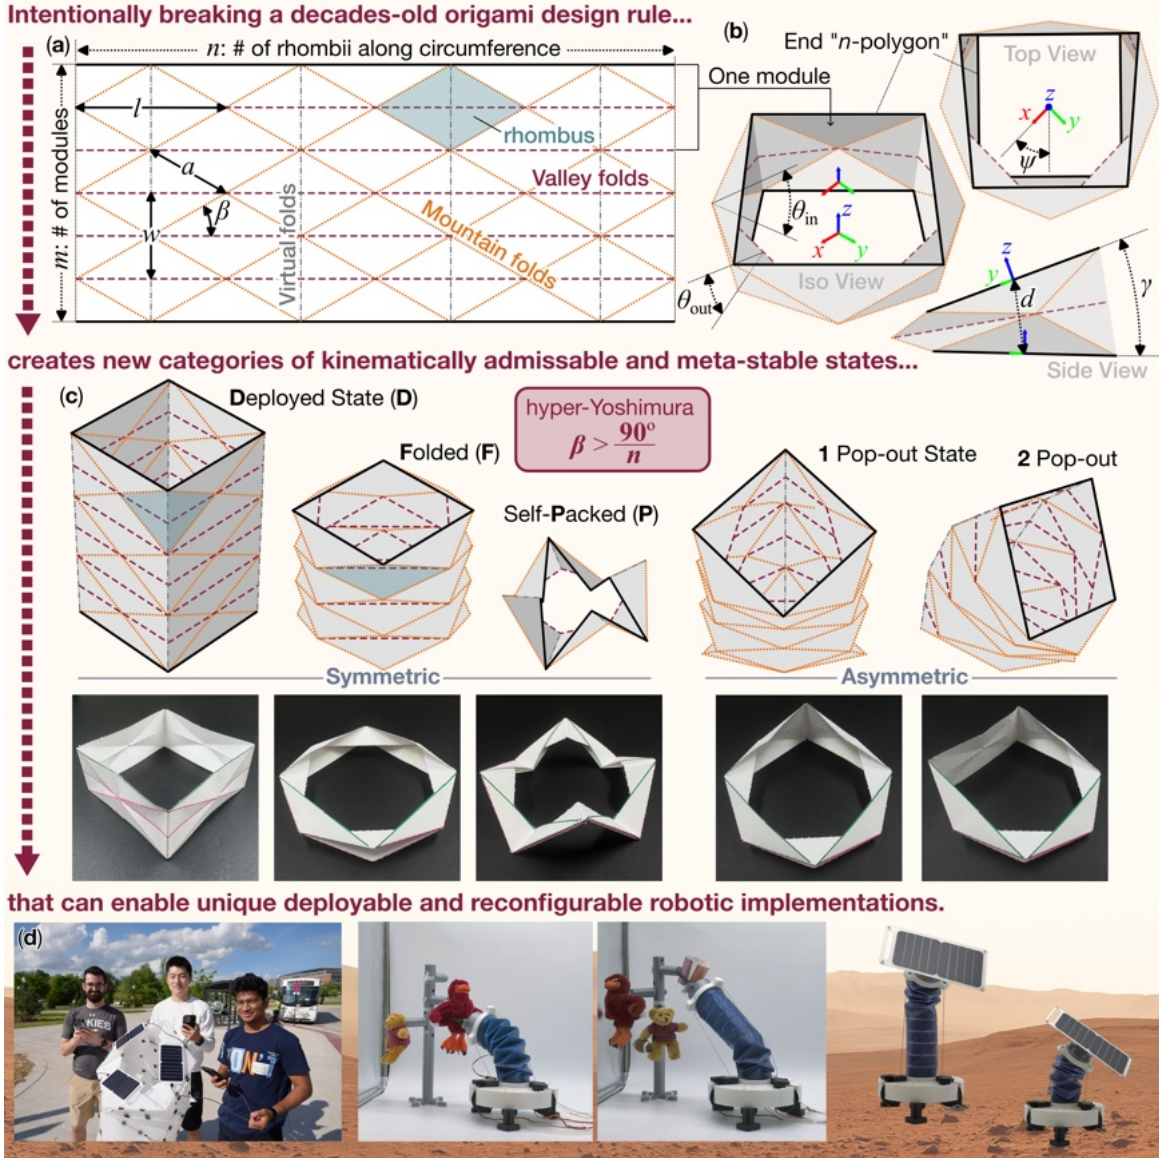 Intentionally breaking a decades-old origami design rule...
(a)
n: # of rhombii along circumference
m: # of modules
l
a
β
w
rhombus
Valley folds
Virtual folds
Mountain folds
One module
(b)
End "n-polygon"
Top View
z
x
y
ψ
θin
z
x
y
θout
Iso View
z
y
d
γ
Side View
creates new categories of kinematically admissable and meta-stable states...
(c)
Deployed State (D)
Folded (F)
hyper-Yoshimura
β > 90°/n
Self-Packed (P)
1 Pop-out State
2 Pop-out
Symmetric
Asymmetric
that can enable unique deployable and reconfigurable robotic implementations.
(d)
KIES